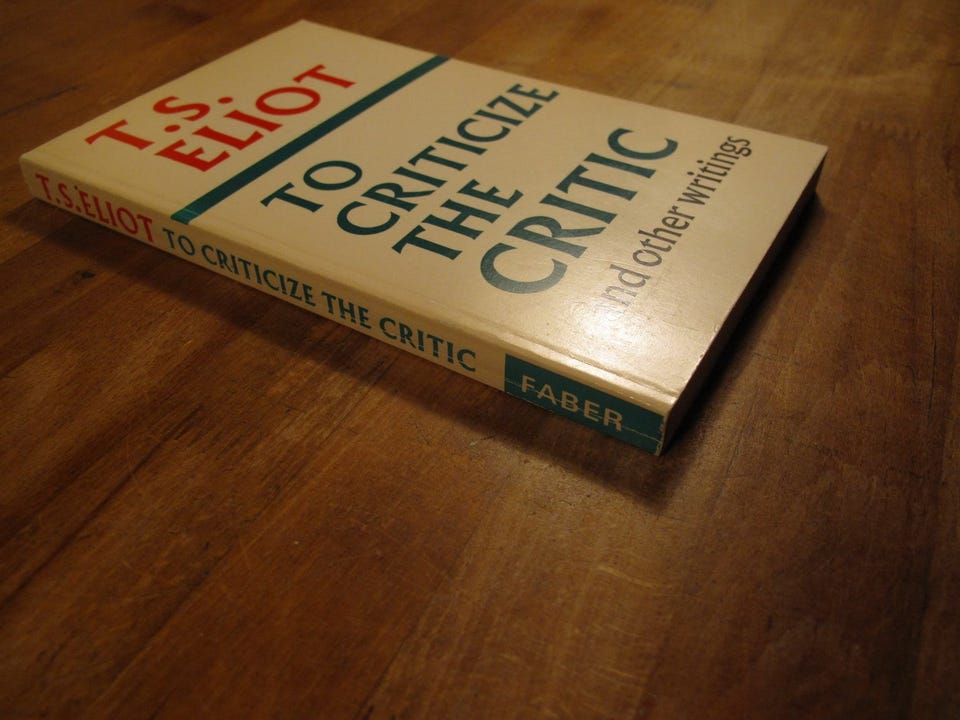 T.S.
ELIOT
TO
CRITICIZE
THE
CRITIC
and other writings
T.S. ELIOT TO CRITICIZE THE CRITIC FABER